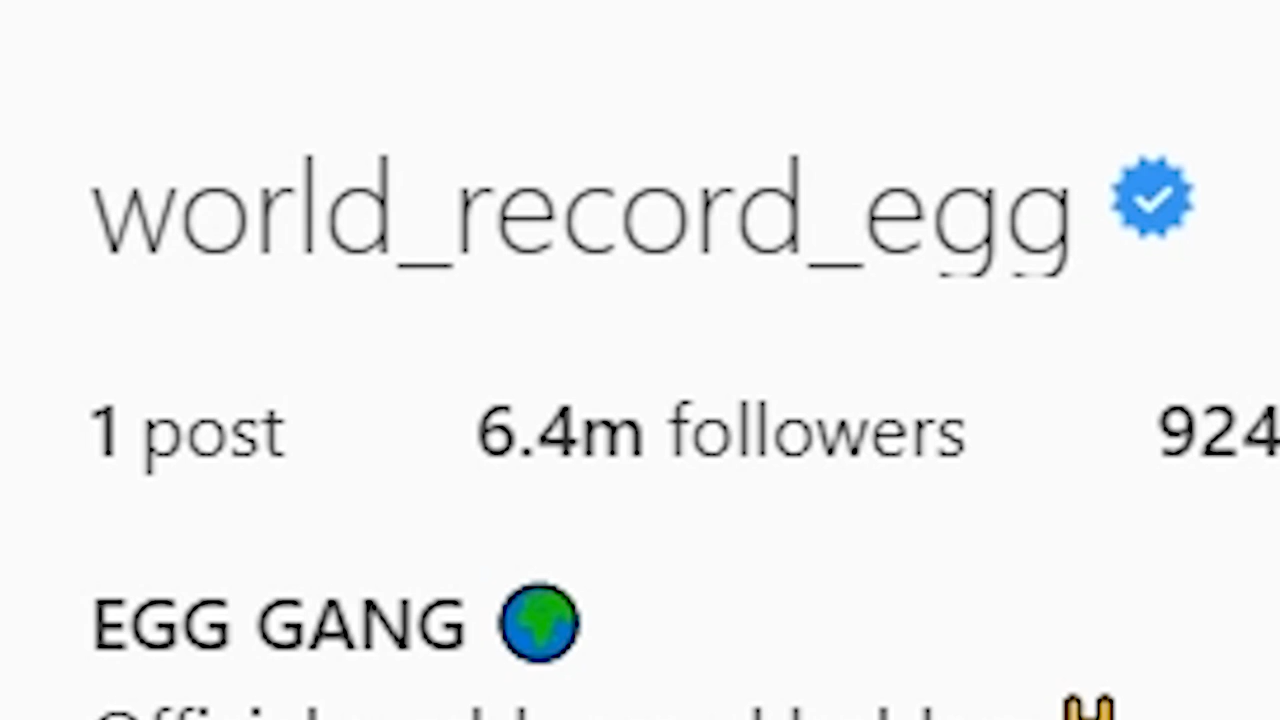 world_record_egg
1 post 6.4m followers 924
EGG GANG 🌍